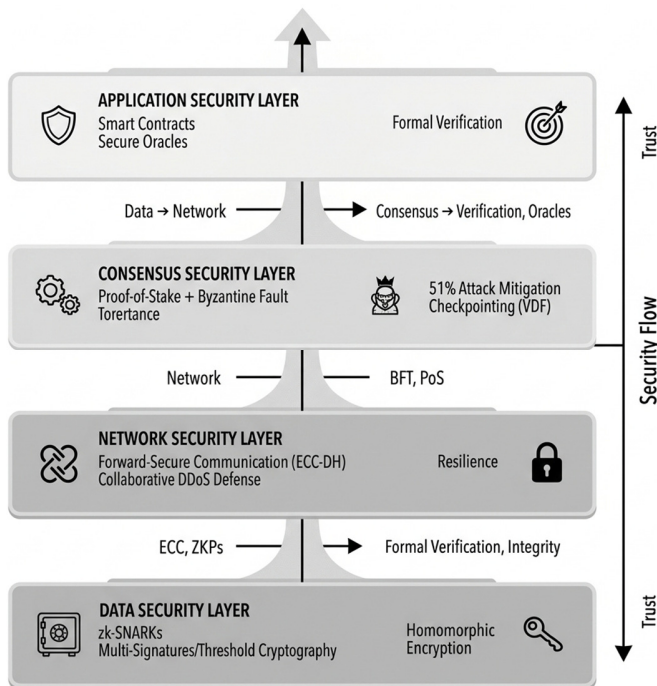 APPLICATION SECURITY LAYER
Smart Contracts
Secure Oracles
Formal Verification
Trust
Data → Network
Consensus → Verification, Oracles
CONSENSUS SECURITY LAYER
Proof-of-Stake + Byzantine Fault
Torertance
51% Attack Mitigation
Checkpointing (VDF)
Security Flow
Network
BFT, PoS
NETWORK SECURITY LAYER
Forward-Secure Communication (ECC-DH)
Collaborative DDoS Defense
Resilience
ECC, ZKPs
Formal Verification, Integrity
DATA SECURITY LAYER
zk-SNARKs
Multi-Signatures/Threshold Cryptography
Homomorphic
Encryption
Trust